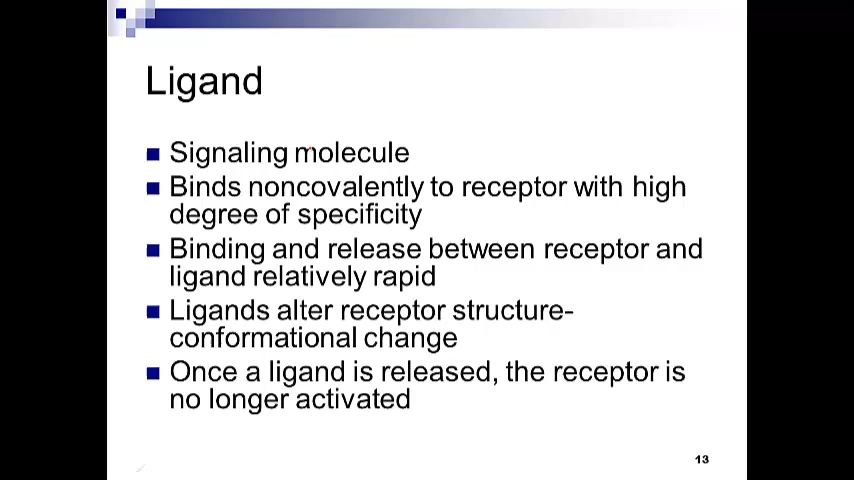 Ligand
Signaling molecule
Binds noncovalently to receptor with high
degree of specificity
Binding and release between receptor and
ligand relatively rapid
Ligands alter receptor structure-
conformational change
Once a ligand is released, the receptor is
no longer activated
13